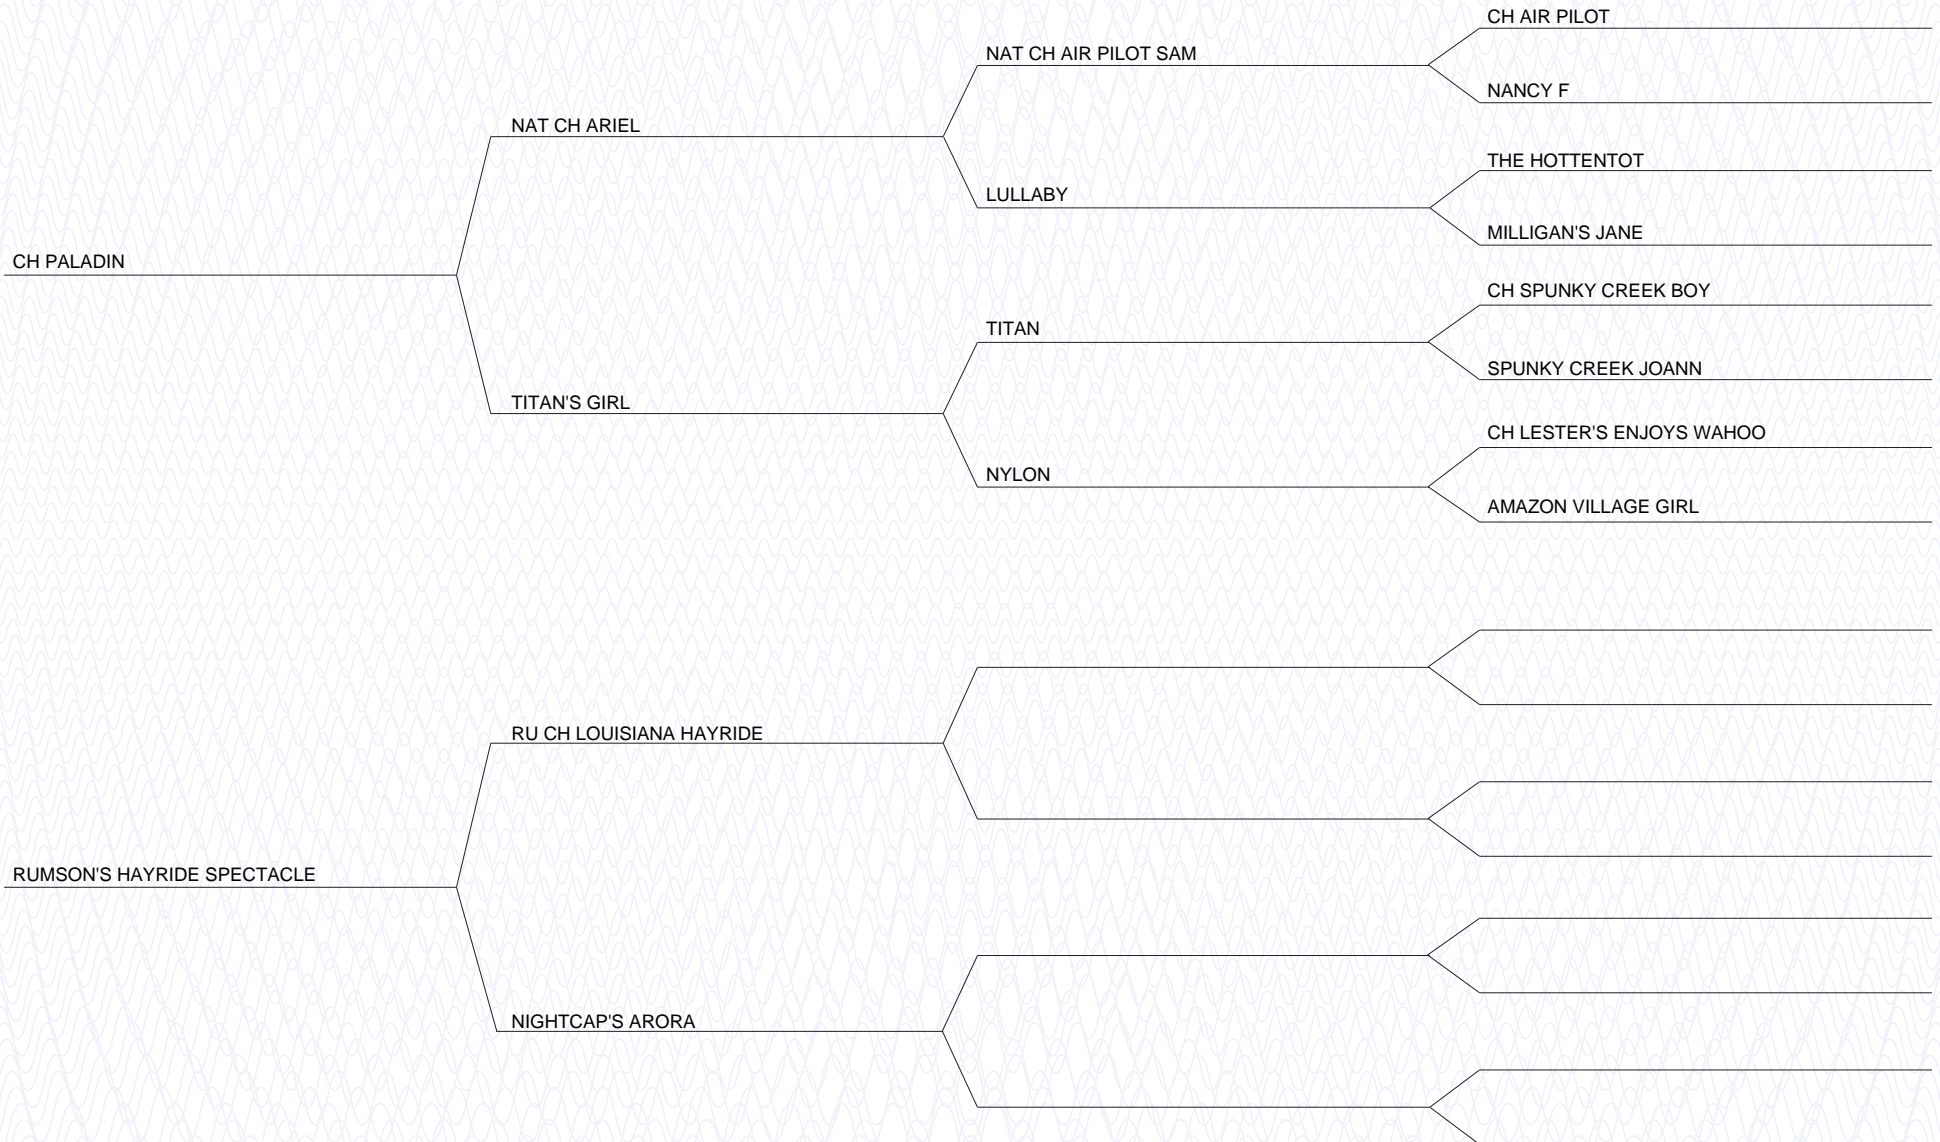 CH AIR PILOT
NAT CH AIR PILOT SAM
NANCY F
NAT CH ARIEL
THE HOTTENTOT
LULLABY
MILLIGAN'S JANE
CH PALADIN
CH SPUNKY CREEK BOY
TITAN
SPUNKY CREEK JOANN
TITAN'S GIRL
CH LESTER'S ENJOYS WAHOO
NYLON
AMAZON VILLAGE GIRL
RU CH LOUISIANA HAYRIDE
RUMSON'S HAYRIDE SPECTACLE
NIGHTCAP'S ARORA